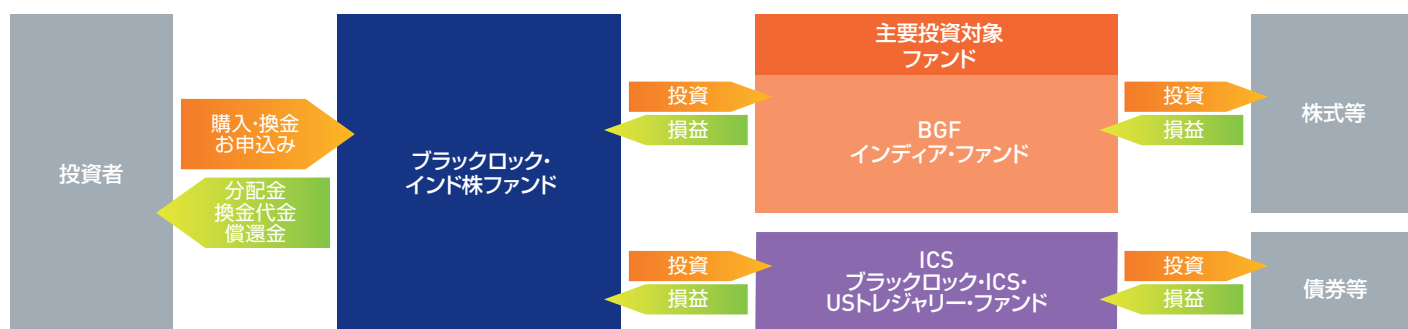 投資者
購入・換金
お申込み
分配金
換金代金
償還金
ブラックロック・
インド株ファンド
投資
損益
主要投資対象
ファンド
BGF
インディア・ファンド
投資
損益
株式等
投資
損益
ICS
ブラックロック・ICS・
USトレジャリー・ファンド
投資
損益
債券等